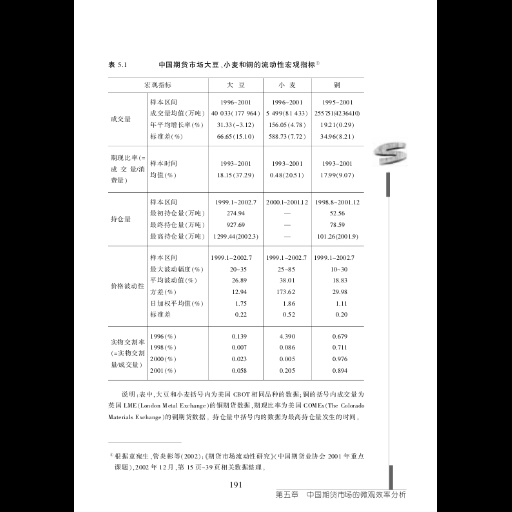 表 5.1 中国期货市场大豆、小麦和铜的流动性宏观指标①
宏观指标 大 豆 小 麦 铜
成交量
样本区间 1996-2001 1996-2001 1995-2001
成交量均值(万吨) 40 033(177 964) 5 499(81 433)
年平均增长率(%) 31.33(-3.12) 156.05(4.78) 19.21(0.29)
标准差(%) 66.65(15.10) 588.73(7.72) 34.96(8.21)
期现比率(=
成 交 量/消
费量)
样本时间 1993-2001 1993-2001 1993-2001
均值(%) 18.15(37.29) 0.48(20.51) 17.99(9.07)
持仓量
样本区间 1999.1-2002.7 2000.1-2001.12 1998.8-2001.12
最初持仓量(万吨) 274.94 — 52.56
最终持仓量(万吨) 927.69 — 78.59
最高持仓量(万吨) 1299.44(2002.3) — 101.26(2001.9)
价格波动性
样本区间 1999.1-2002.7 1999.1-2002.7 1999.1-2002.7
最大波动幅度(%) 20-35 25-85 10-30
平均波动值(%) 26.89 38.01 18.83
方差(%) 12.94 173.62 29.98
日加权平均值(%) 1.75 1.86 1.11
标准差 0.22 0.52 0.20
实物交割率
(=实物交割
量/成交量)
1996(%) 0.139 4.390 0.679
1998(%) 0.007 0.086 0.711
2000(%) 0.023 0.005 0.976
2001(%) 0.058 0.205 0.894
说明:表中,大豆和小麦括号内为美国 CBOT 相同品种的数据;铜的括号内成交量为
英国 LME(London Metal Exchange)的铜期货数据,期现比率为美国 COMEs(The Colorado
Materials Exchange)的铜期货数据。持仓量中括号内的数据为最高持仓量发生的时间。
① 根据童宛生、管炎彰等(2002):《期货市场流动性研究》(中国期货业协会 2001 年重点
课题),2002 年 12 月,第 15 页-39 页相关数据整理。
191
第五章 中国期货市场的微观效率分析